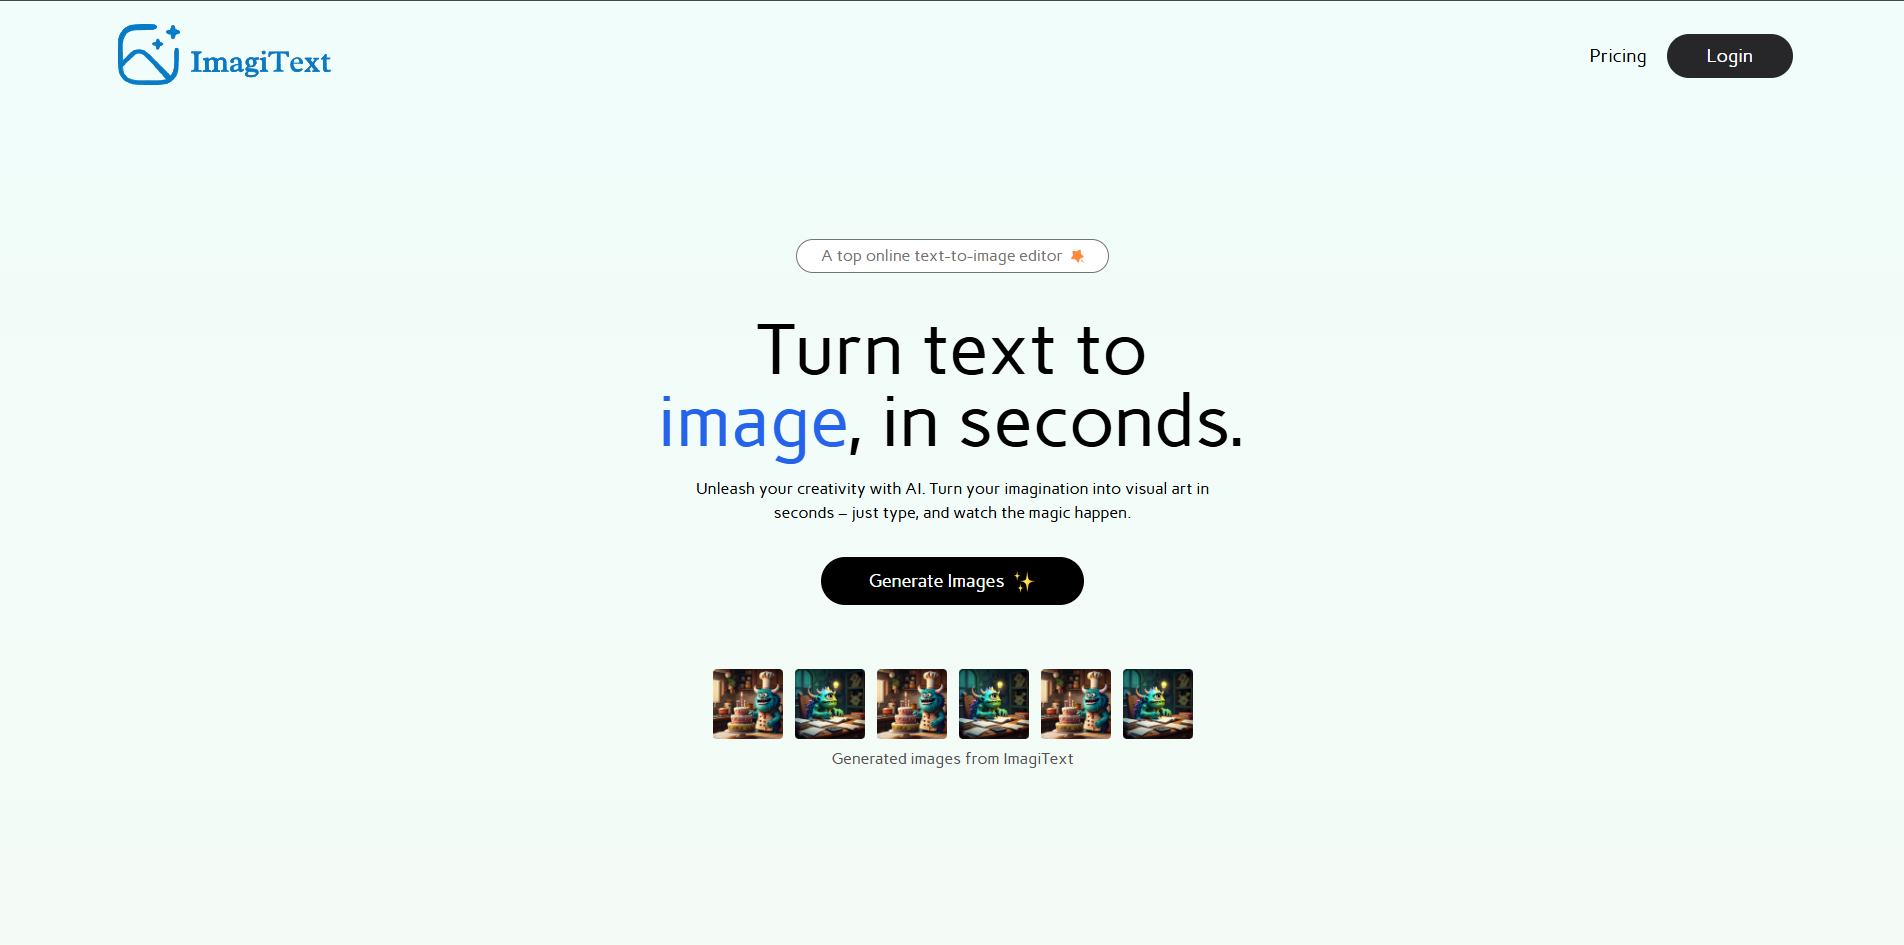 ImagiText
Pricing
Login
A top online text-to-image editor
Turn text to
image, in seconds.
Unleash your creativity with AI. Turn your imagination into visual art in
seconds – just type, and watch the magic happen.
Generate Images ✨
Generated images from ImagiText